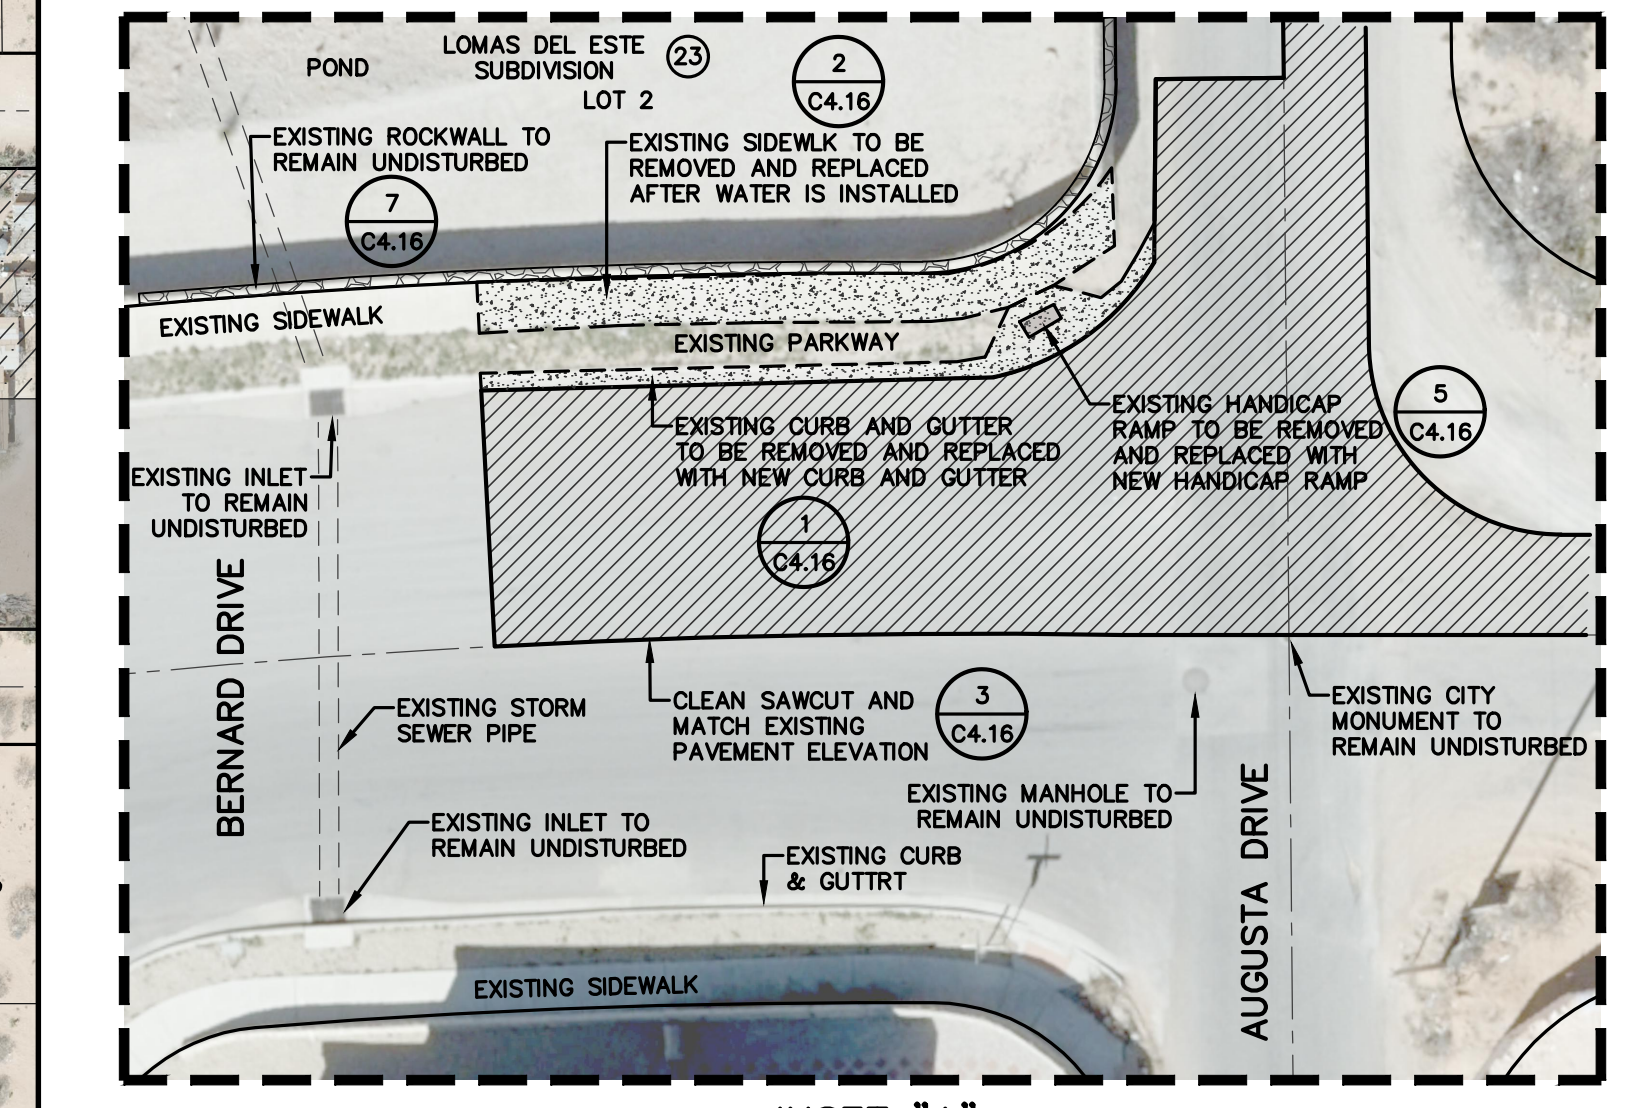 LOMAS DEL ESTE
SUBDIVISION
23
LOT 2
POND
2
C4.16
EXISTING ROCKWALL TO
REMAIN UNDISTURBED
7
C4.16
EXISTING SIDEWLK TO BE
REMOVED AND REPLACED
AFTER WATER IS INSTALLED
EXISTING SIDEWALK
EXISTING PARKWAY
EXISTING CURB AND GUTTER
TO BE REMOVED AND REPLACED
WITH NEW CURB AND GUTTER
EXISTING HANDICAP
RAMP TO BE REMOVED
AND REPLACED WITH
NEW HANDICAP RAMP
5
C4.16
EXISTING INLET
TO REMAIN
UNDISTURBED
1
C4.16
BERNARD DRIVE
EXISTING STORM
SEWER PIPE
CLEAN SAWCUT AND
MATCH EXISTING
PAVEMENT ELEVATION
3
C4.16
EXISTING CITY
MONUMENT TO
REMAIN UNDISTURBED
EXISTING MANHOLE TO
REMAIN UNDISTURBED
EXISTING INLET TO
REMAIN UNDISTURBED
EXISTING CURB
& GUTTRT
AUGUSTA DRIVE
EXISTING SIDEWALK